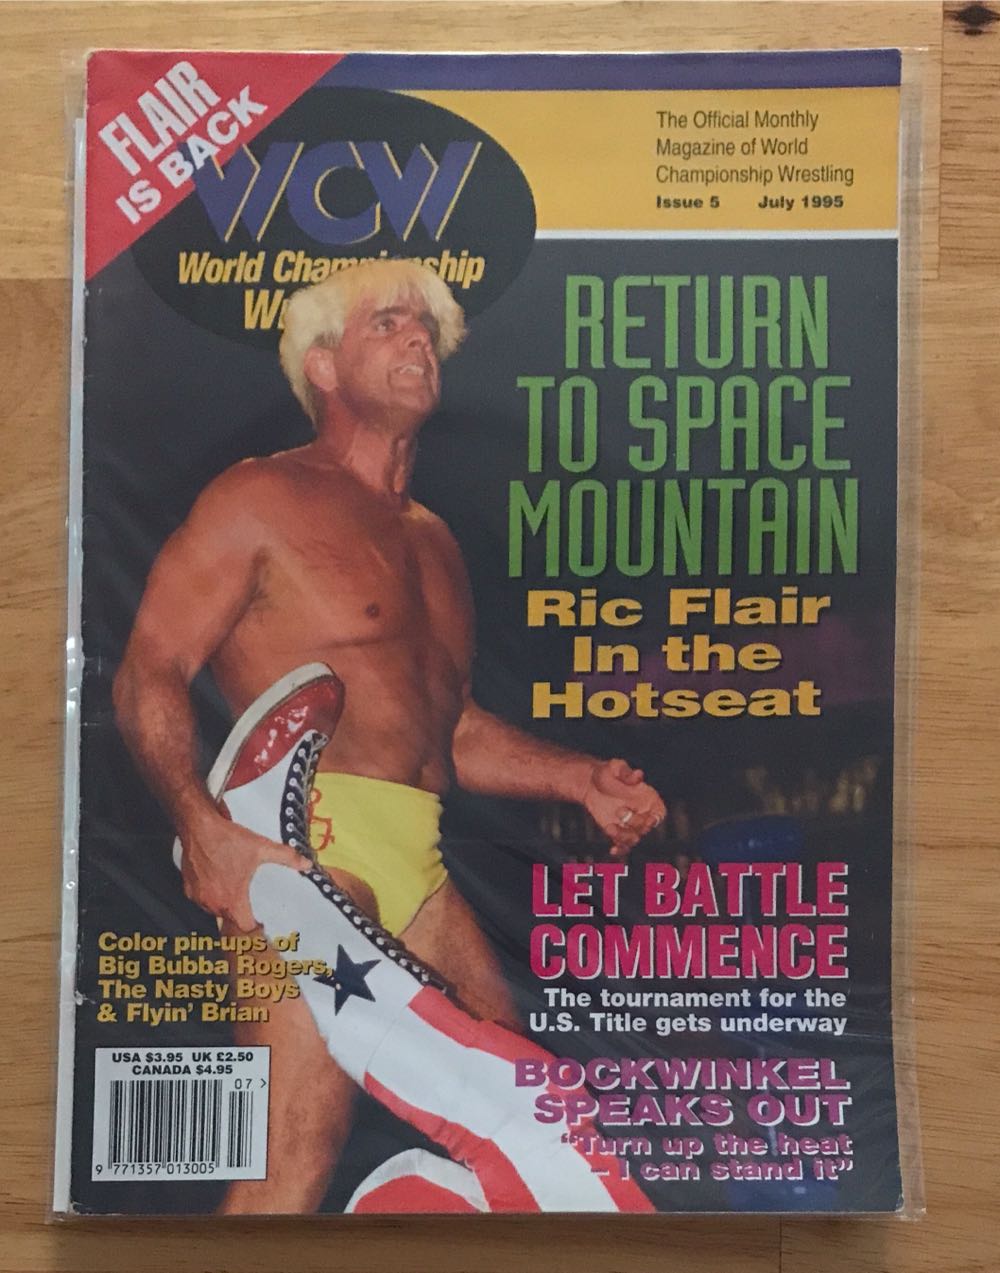 FLAIR
IS BACK
WCW
World Championship
The Official Monthly
Magazine of World
Championship Wrestling
Issue 5 July 1995
RETURN
TO SPACE
MOUNTAIN
Ric Flair
In the
Hotseat
LET BATTLE
COMMENCE
The tournament for the
U.S. Title gets underway
BOCKWINKEL
SPEAKS OUT
“Turn up the heat
– I can stand it”
Color pin-ups of
Big Bubba Rogers,
The Nasty Boys
& Flyin' Brian
USA $3.95 UK £2.50
CANADA $4.95
07 >
9 771357 013005